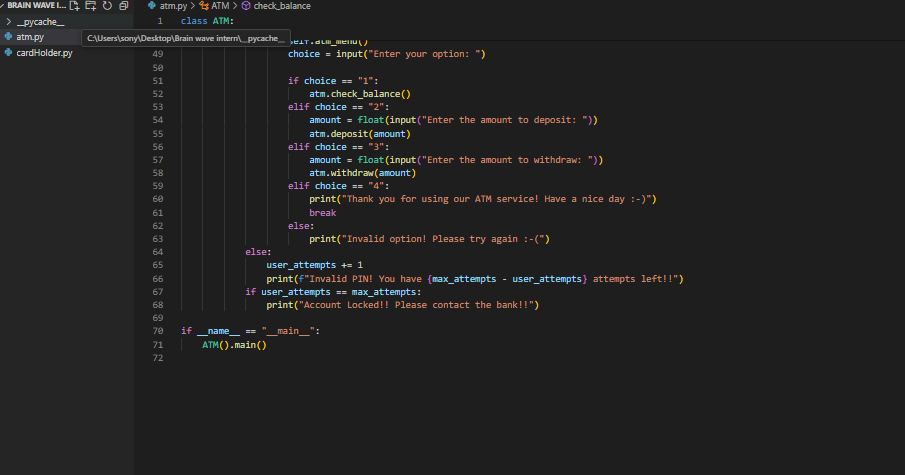 BRAIN WAVE I...
__pycache__
atm.py
cardHolder.py
C:\Users\sony\Desktop\Brain wave intern\__pycache__
atm.py > ATM > check_balance
1 class ATM:
self.atm_menu()
49 choice = input("Enter your option: ")
50
51 if choice == "1":
52 atm.check_balance()
53 elif choice == "2":
54 amount = float(input("Enter the amount to deposit: "))
55 atm.deposit(amount)
56 elif choice == "3":
57 amount = float(input("Enter the amount to withdraw: "))
58 atm.withdraw(amount)
59 elif choice == "4":
60 print("Thank you for using our ATM service! Have a nice day :-)")
61 break
62 else:
63 print("Invalid option! Please try again :-(")
64 else:
65 user_attempts += 1
66 print(f"Invalid PIN! You have {max_attempts - user_attempts} attempts left!!")
67 if user_attempts == max_attempts:
68 print("Account Locked!! Please contact the bank!!")
69
70 if __name__ == "__main__":
71 ATM().main()
72